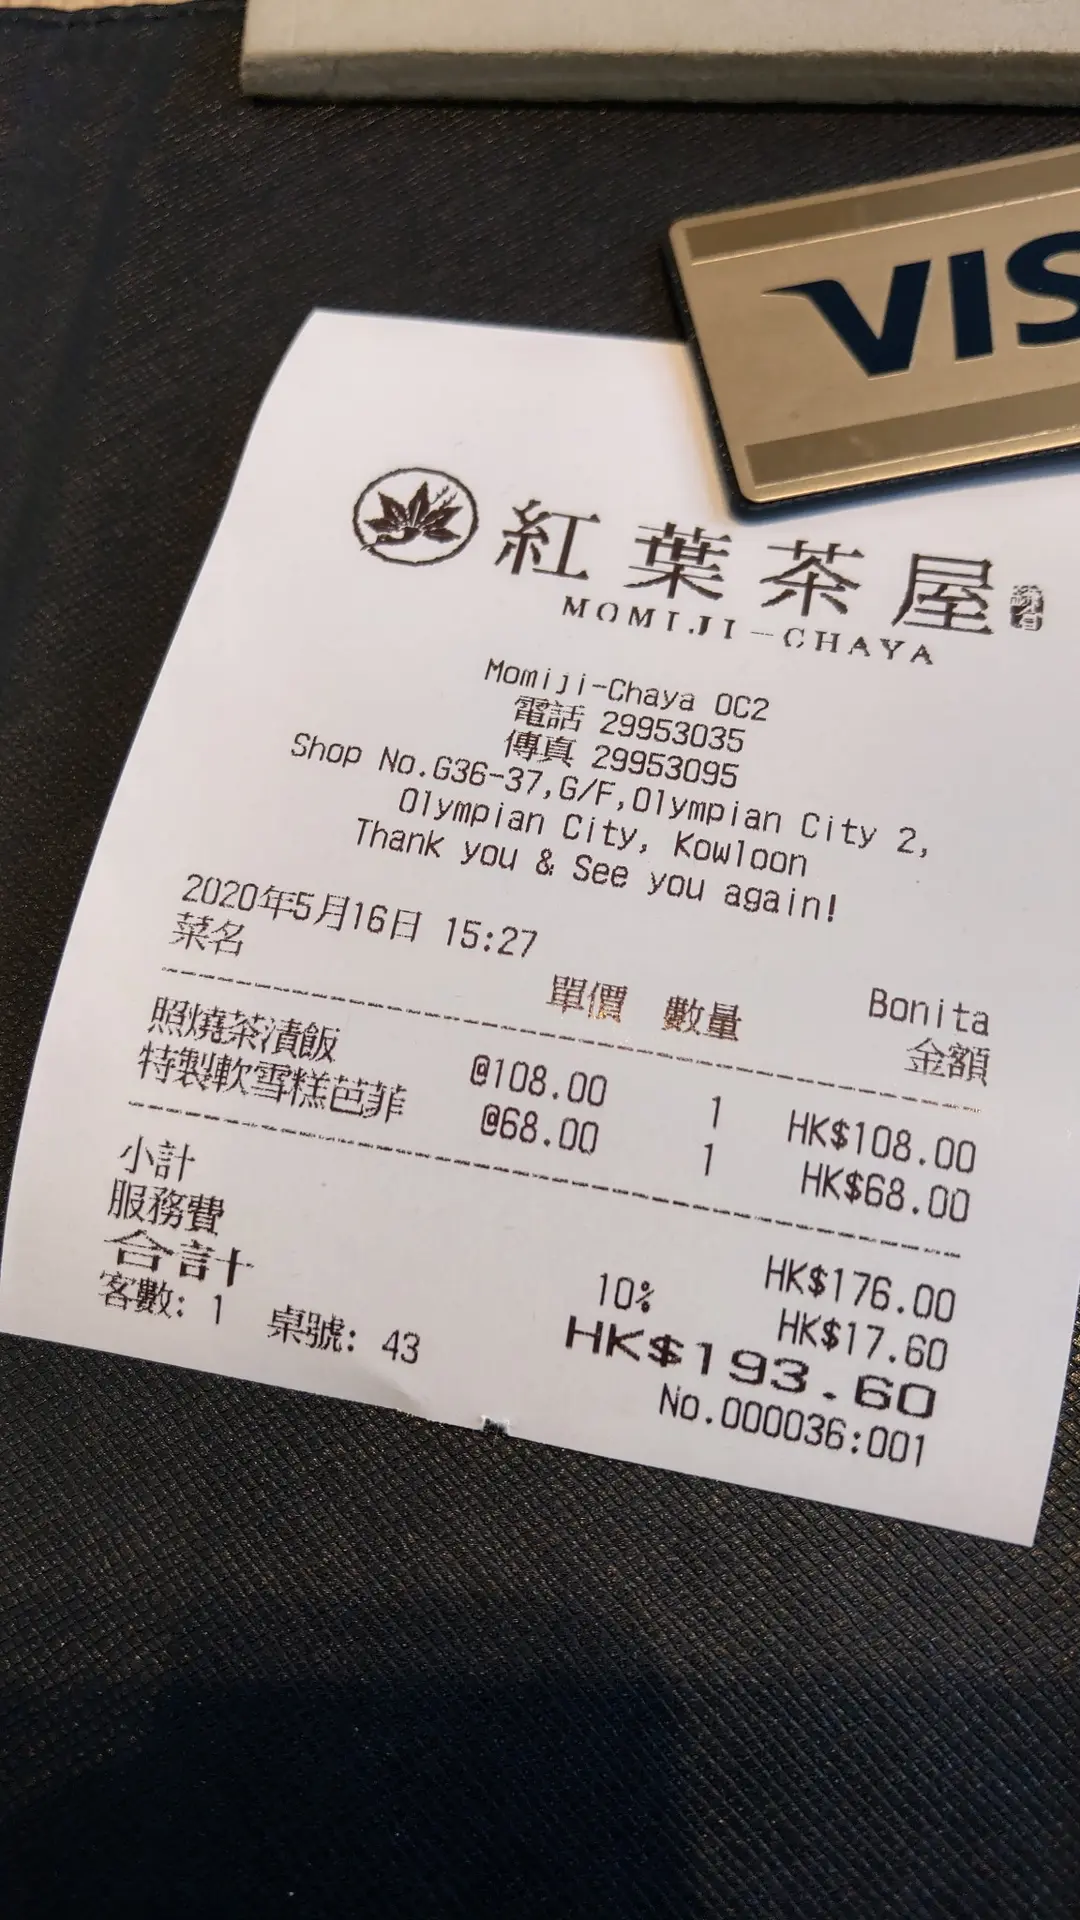 VIS
紅葉茶屋
MOMIJI-CHAYA
Momiji-Chaya OC2
電話 29953035
傳真 29953095
Shop No.G36-37,G/F,Olympian City 2,
Olympian City, Kowloon
Thank you & See you again!
2020年5月16日 15:27 Bonita
菜名 單價 數量 金額
照燒茶漬飯 @108.00 1 HK$108.00
特製軟雪糕芭菲 @68.00 1 HK$68.00
小計 HK$176.00
服務費 10% HK$17.60
合計 HK$193.60
客數: 1 桌號: 43 No.000036:001